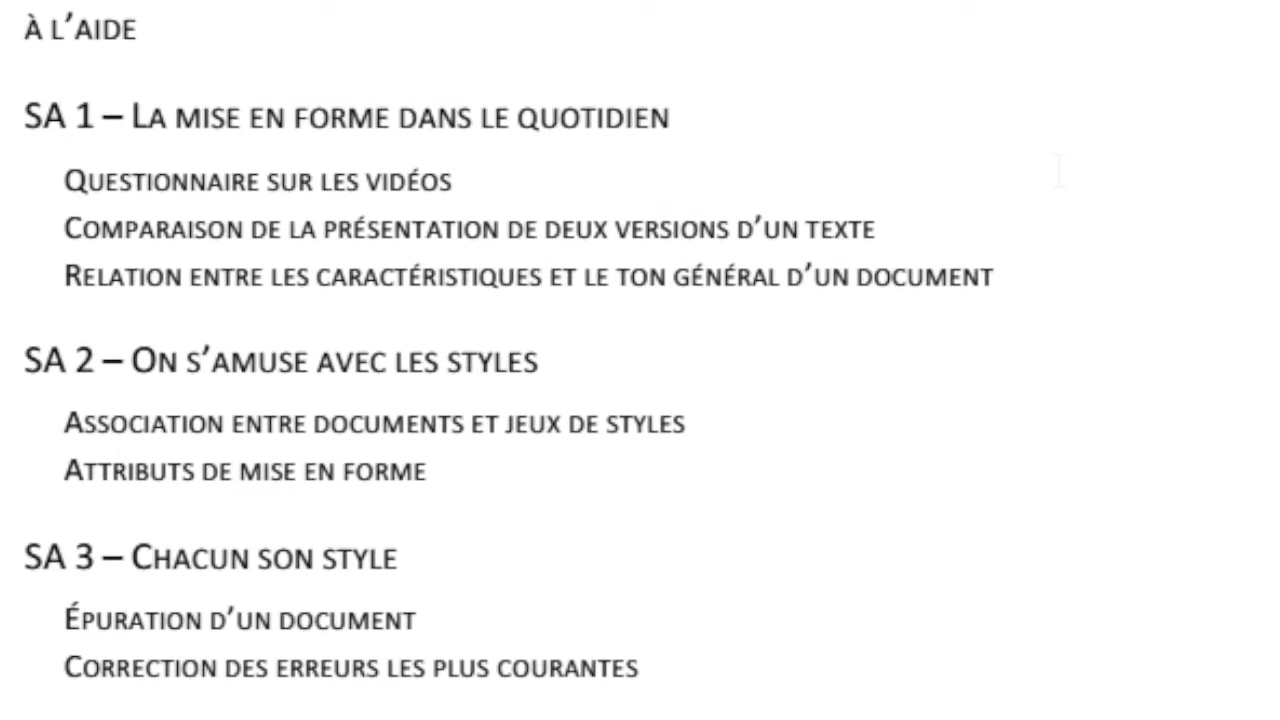 À L'AIDE
SA 1 – LA MISE EN FORME DANS LE QUOTIDIEN
QUESTIONNAIRE SUR LES VIDÉOS
COMPARAISON DE LA PRÉSENTATION DE DEUX VERSIONS D'UN TEXTE
RELATION ENTRE LES CARACTÉRISTIQUES ET LE TON GÉNÉRAL D'UN DOCUMENT
SA 2 – ON S'AMUSE AVEC LES STYLES
ASSOCIATION ENTRE DOCUMENTS ET JEUX DE STYLES
ATTRIBUTS DE MISE EN FORME
SA 3 – CHACUN SON STYLE
ÉPURATION D'UN DOCUMENT
CORRECTION DES ERREURS LES PLUS COURANTES